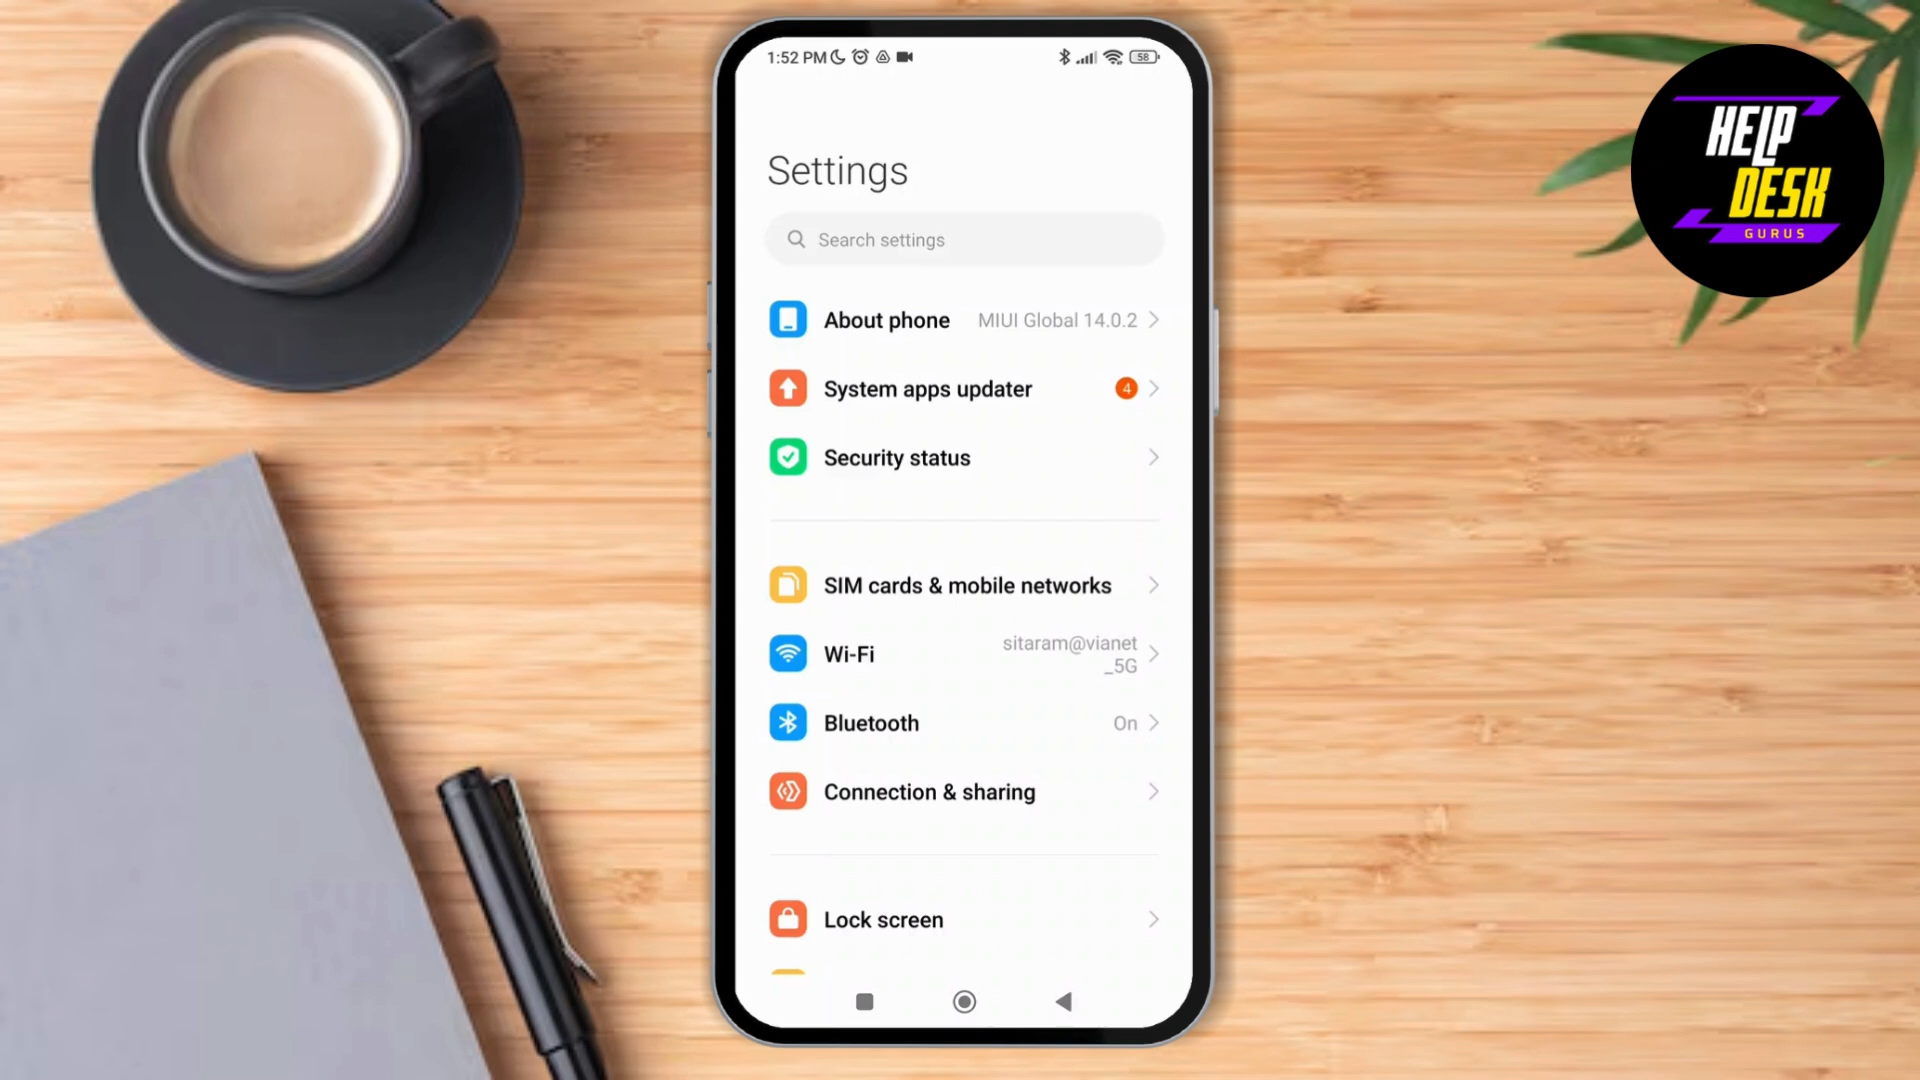 1:52 PM
58
Settings
Search settings
About phone MIUI Global 14.0.2
System apps updater 4
Security status
SIM cards & mobile networks
Wi-Fi sitaram@vianet
_5G
Bluetooth On
Connection & sharing
Lock screen
HELP
DESK
GURUS